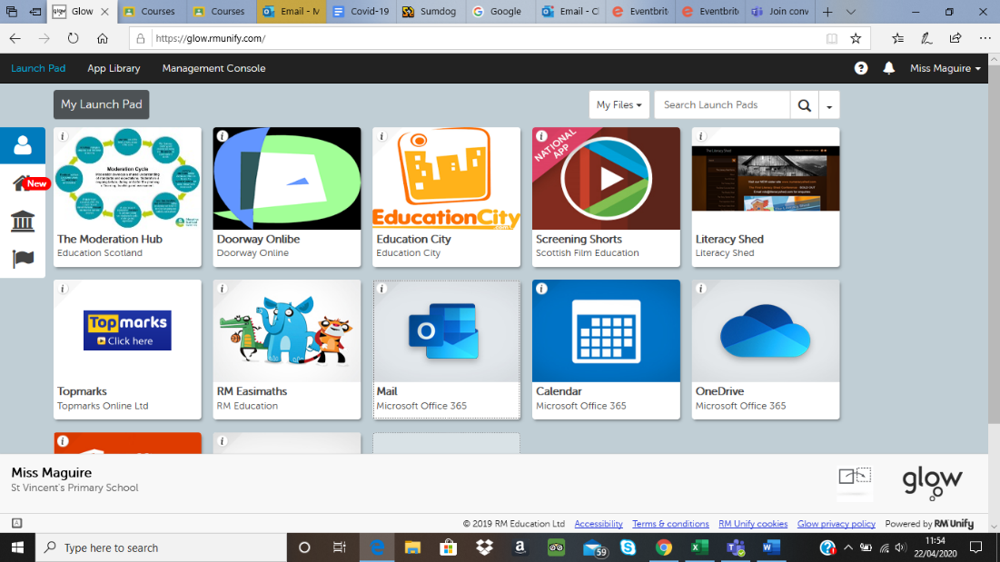 Glow
Courses
Courses
Email - M
Covid-19
Sumdog
Google
Email - Cl
Eventbrit
Eventbrit
Join conv
https://glow.rmunify.com/
Launch Pad
App Library
Management Console
Miss Maguire
My Launch Pad
My Files
Search Launch Pads
New
Moderation Cycle
The Moderation Hub
Education Scotland
Doorway Onlibe
Doorway Online
EducationCity
.com
Education City
Education City
NATIONAL APP
Screening Shorts
Scottish Film Education
The Literacy Shed
Literacy Shed
Literacy Shed
Topmarks
Click here
Topmarks
Topmarks Online Ltd
RM Easimaths
RM Education
Mail
Microsoft Office 365
Calendar
Microsoft Office 365
OneDrive
Microsoft Office 365
Miss Maguire
St Vincent's Primary School
glow
© 2019 RM Education Ltd Accessibility Terms & conditions RM Unify cookies Glow privacy policy Powered by RM Unify
Type here to search
59
11:54
22/04/2020